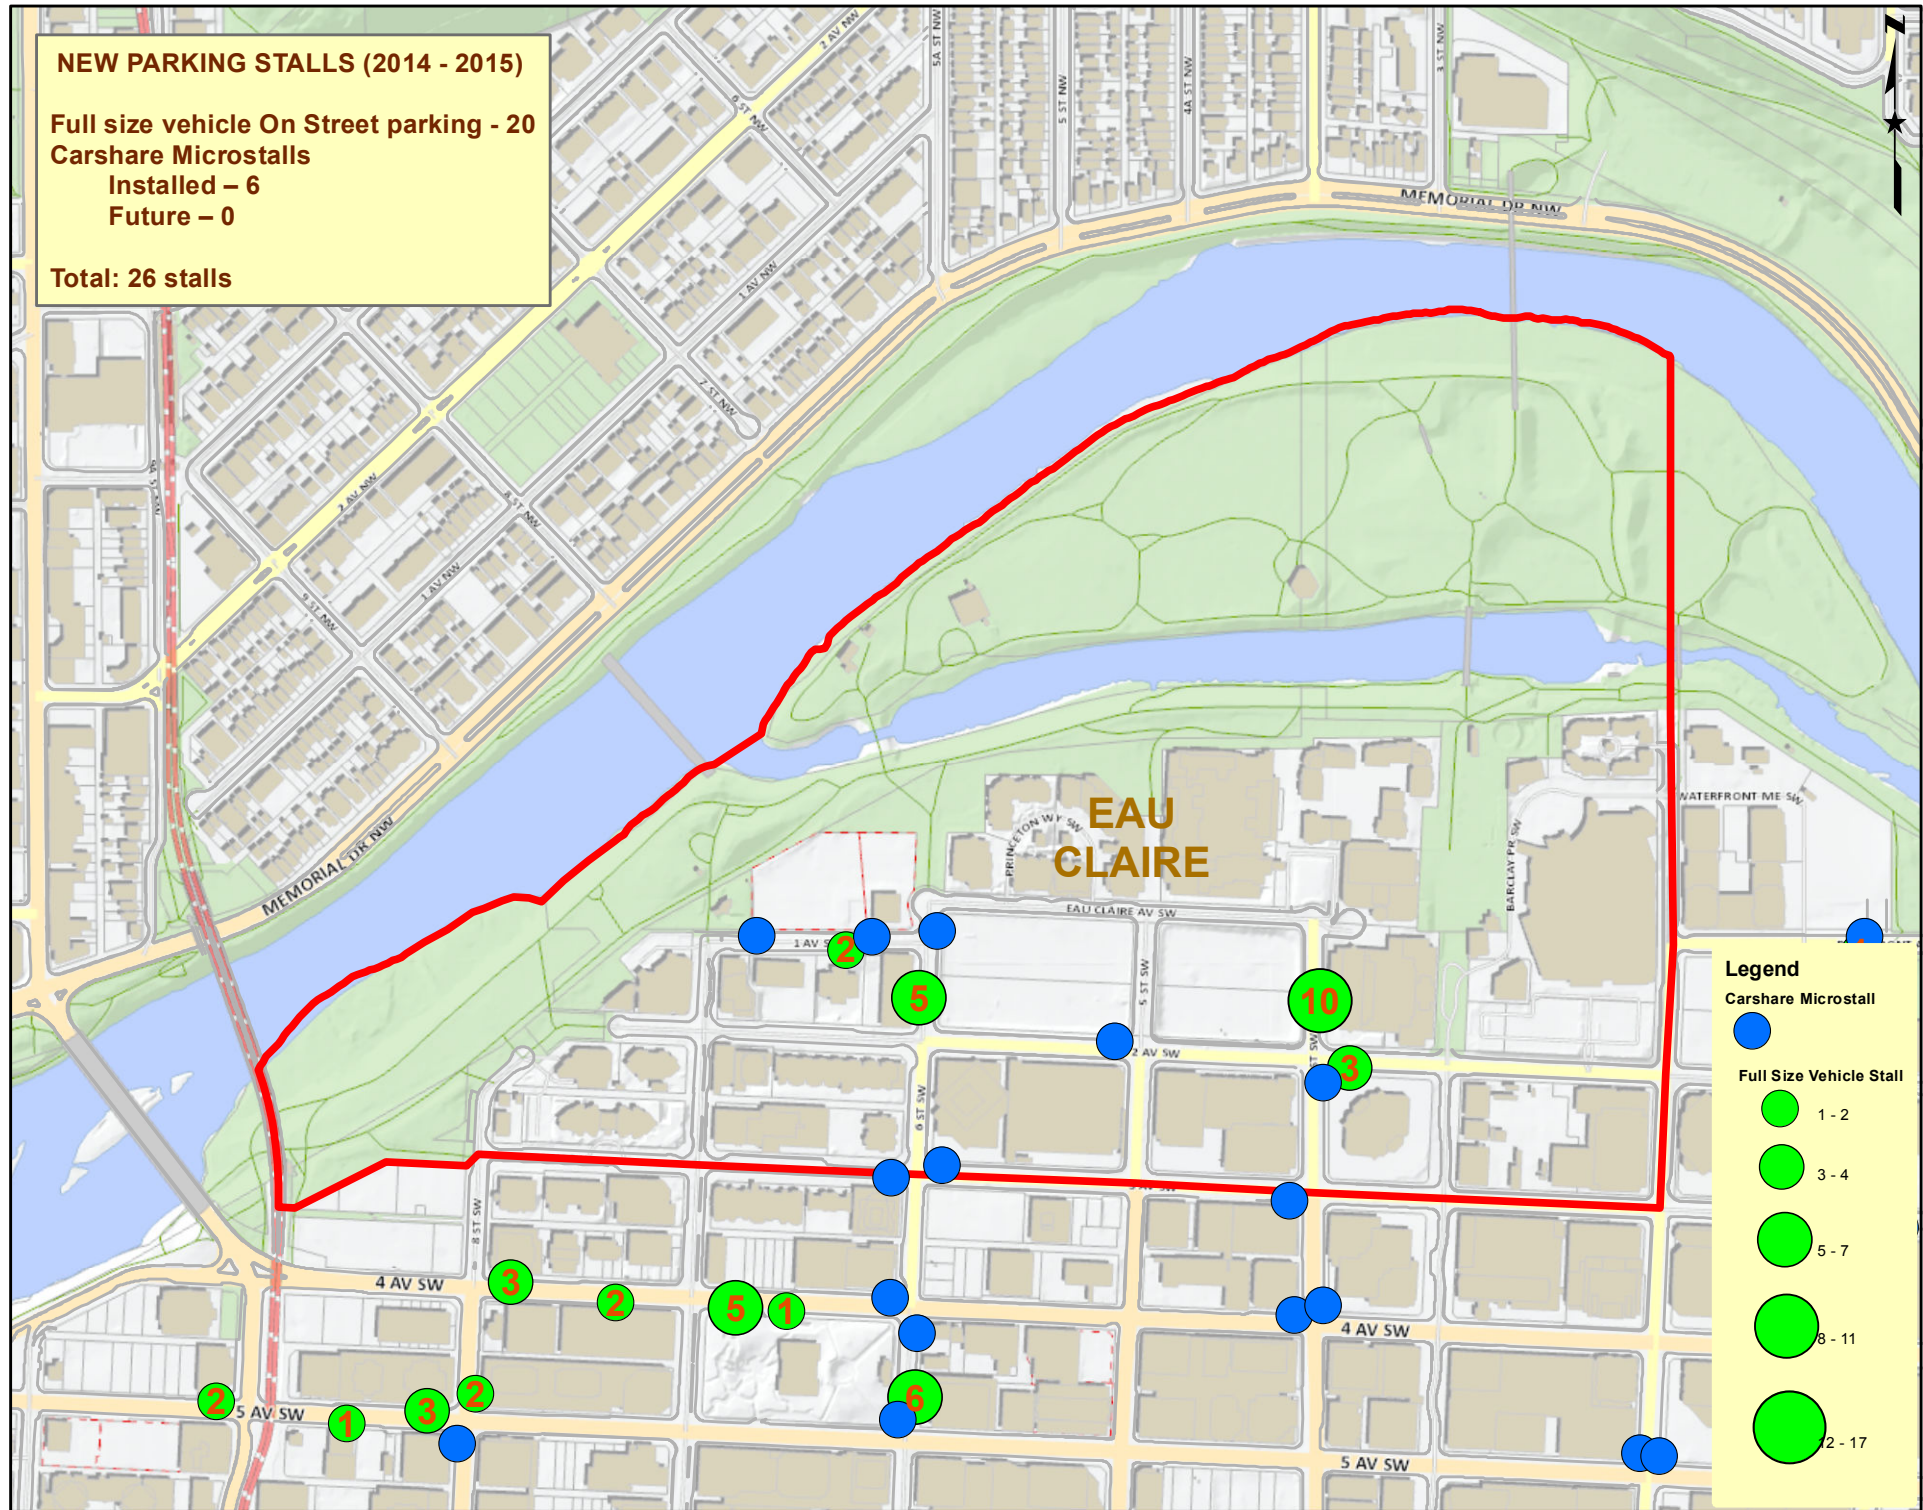 NEW PARKING STALLS (2014 - 2015)
Full size vehicle On Street parking - 20
Carshare Microstalls
Installed – 6
Future – 0
Total: 26 stalls
2 AV NW
5A ST NW
5 ST NW
4A ST NW
3 ST NW
6 ST NW
1 AV NW
7 ST NW
MEMORIAL DR NW
2 AV NW
8 ST NW
1 AV NW
9 ST NW
MEMORIAL DR NW
EAU
CLAIRE
PRINCETON WY SW
BARCLAY PR SW
WATERFRONT ME SW
EAU CLAIRE AV SW
1 AV S
2
5
10
5 ST SW
2 AV SW
ST SW
3
6 ST SW
8 ST SW
4 AV SW
3
2
5
1
4 AV SW
2
5 AV SW
1
3
2
6
5 AV SW
Legend
Carshare Microstall
Full Size Vehicle Stall
1 - 2
3 - 4
5 - 7
8 - 11
12 - 17